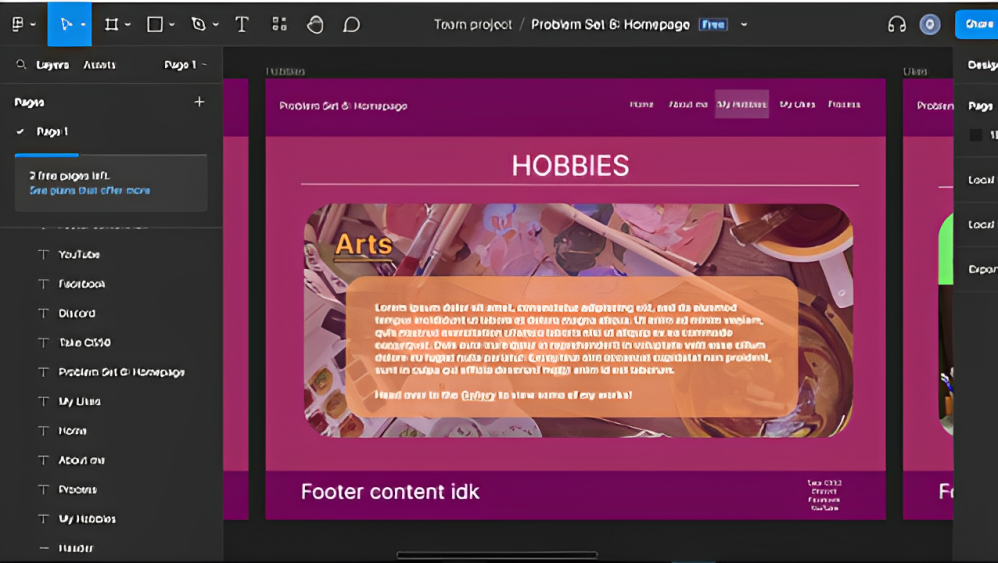 Team project / Problem Set 8: Homepage Free
Share
Layers Assets Page 1
Design
Pages
Page
Page 1
2 free pages left.
See plans that offer more
Local
Local
YouTube
Facebook
Discord
Take CS50
Problem Set 8: Homepage
My Likes
Home
About me
Process
My Hobbies
Header
Hobbies
Problem Set 8: Homepage
Home About me My Hobbies My Likes Process
HOBBIES
Arts
Lorem ipsum dolor sit amet, consectetur adipiscing elit, sed do eiusmod
tempor incididunt ut labore et dolore magna aliqua. Ut enim ad minim veniam,
quis nostrud exercitation ullamco laboris nisi ut aliquip ex ea commodo
consequat. Duis aute irure dolor in reprehenderit in voluptate velit esse cillum
dolore eu fugiat nulla pariatur. Excepteur sint occaecat cupidatat non proident,
sunt in culpa qui officia deserunt mollit anim id est laborum.
Head over to the Gallery to view some of my works!
Footer content idk
Take CS50
Discord
Facebook
YouTube
Likes
Problem